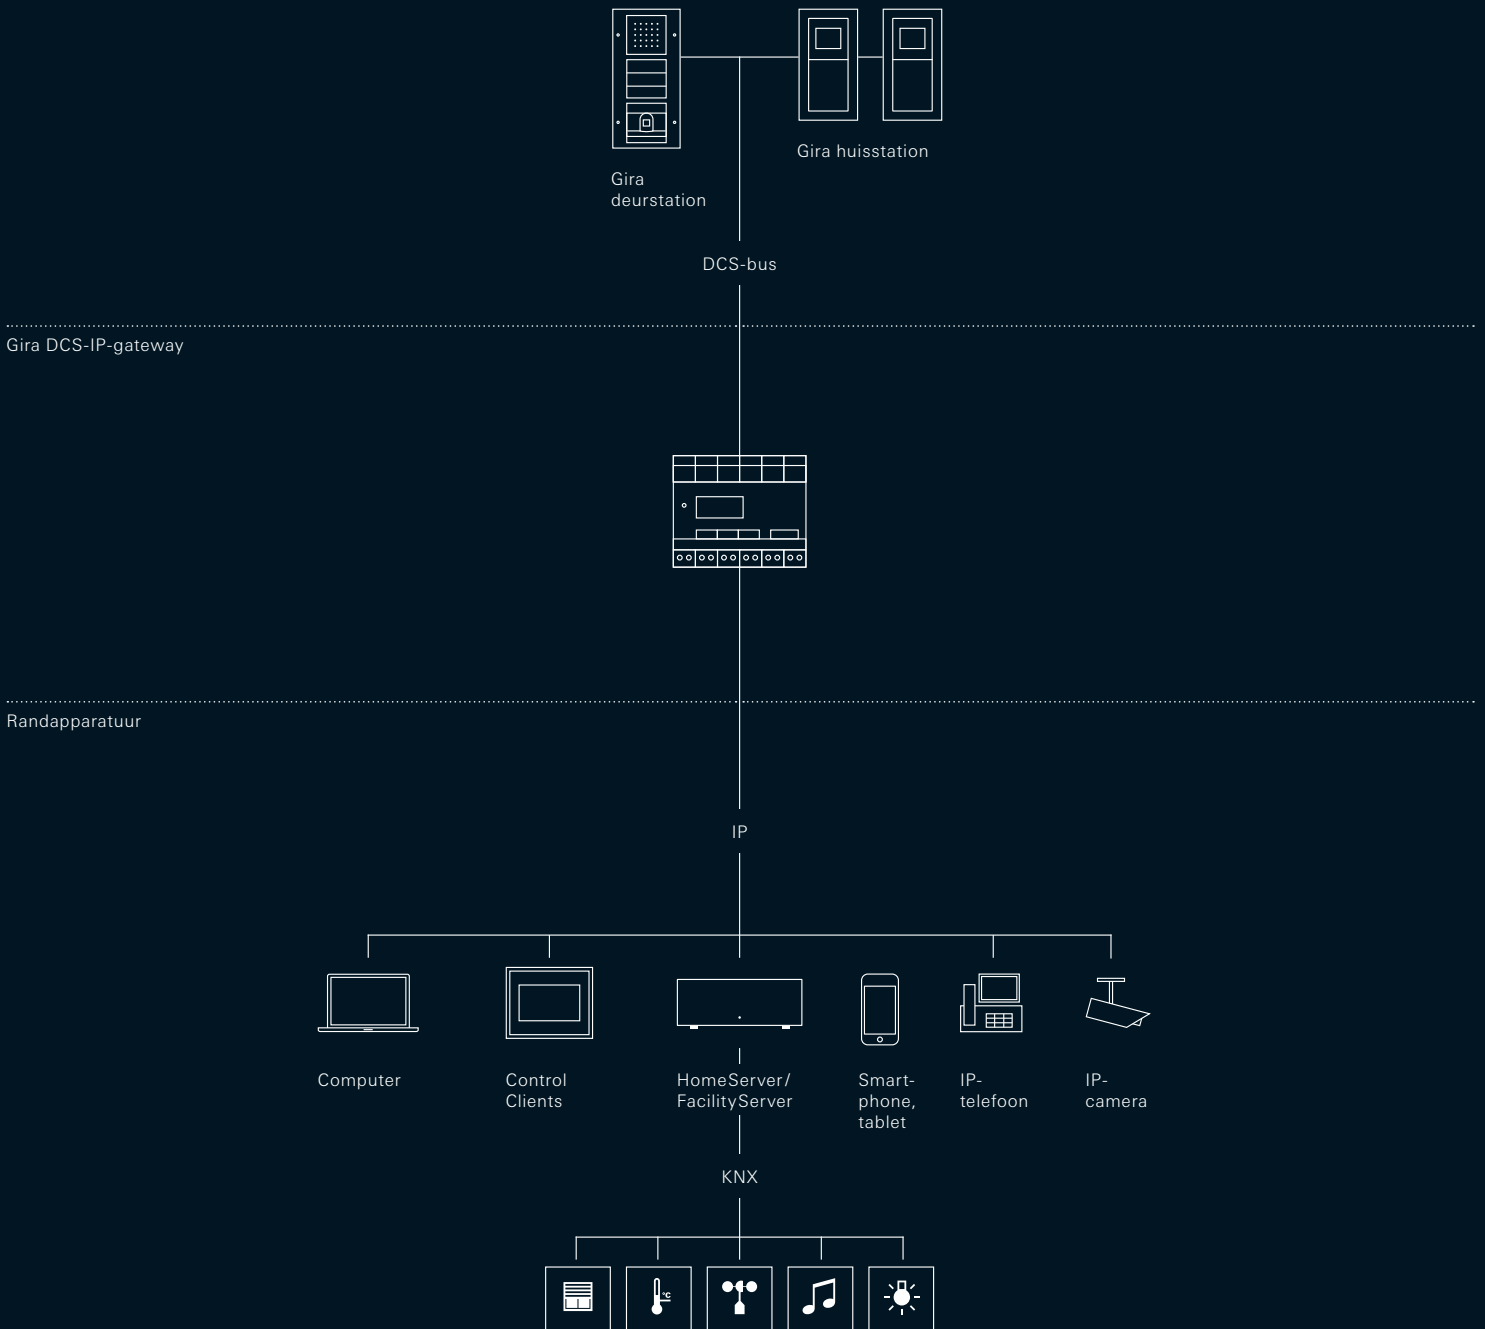 Gira huisstation
Gira
deurstation
DCS-bus
Gira DCS-IP-gateway
Randapparatuur
IP
Computer
Control
Clients
HomeServer/
FacilityServer
Smart-
phone,
tablet
IP-
telefoon
IP-
camera
KNX
°C